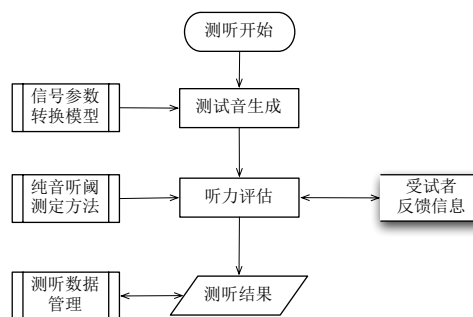 测听开始
信号参数
转换模型
测试音生成
纯音听阈
测定方法
听力评估
受试者
反馈信息
测听数据
管理
测听结果